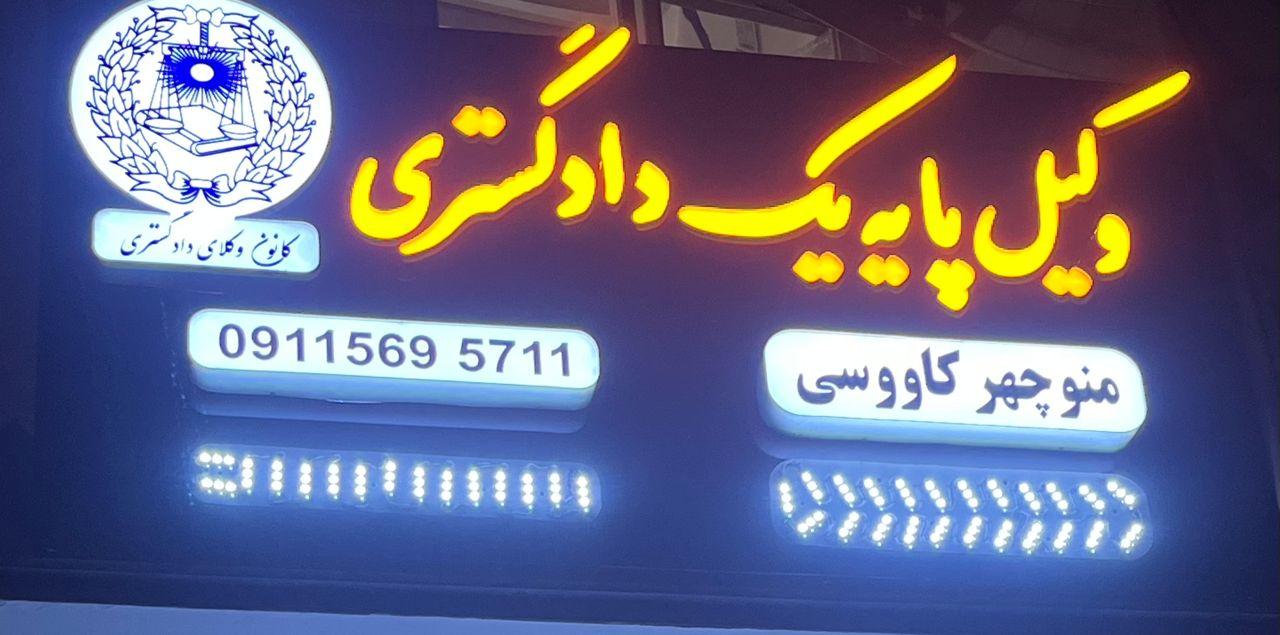 وکیل پایه یک دادگستری
کانون وکلای دادگستری
منوچهر کاووسی
0911569 5711